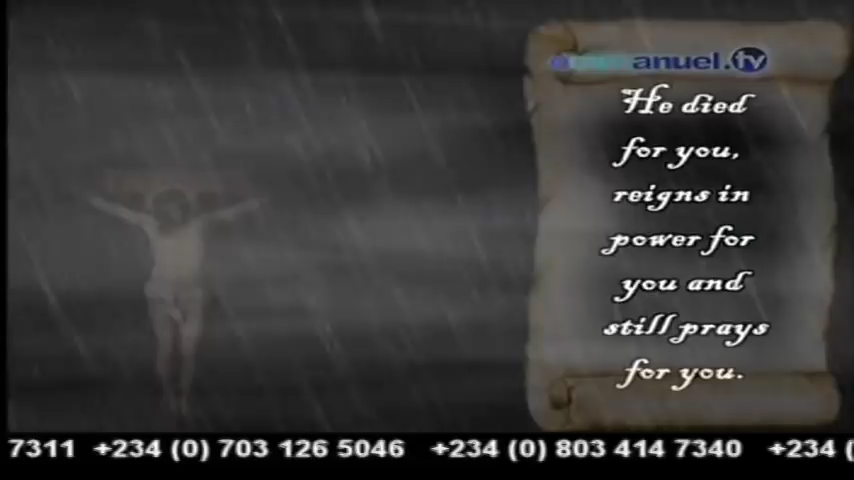 emmanuel.tv
He died
for you,
reigns in
power for
you and
still prays
for you.
7311 +234 (0) 703 126 5046 +234 (0) 803 414 7340 +234 (